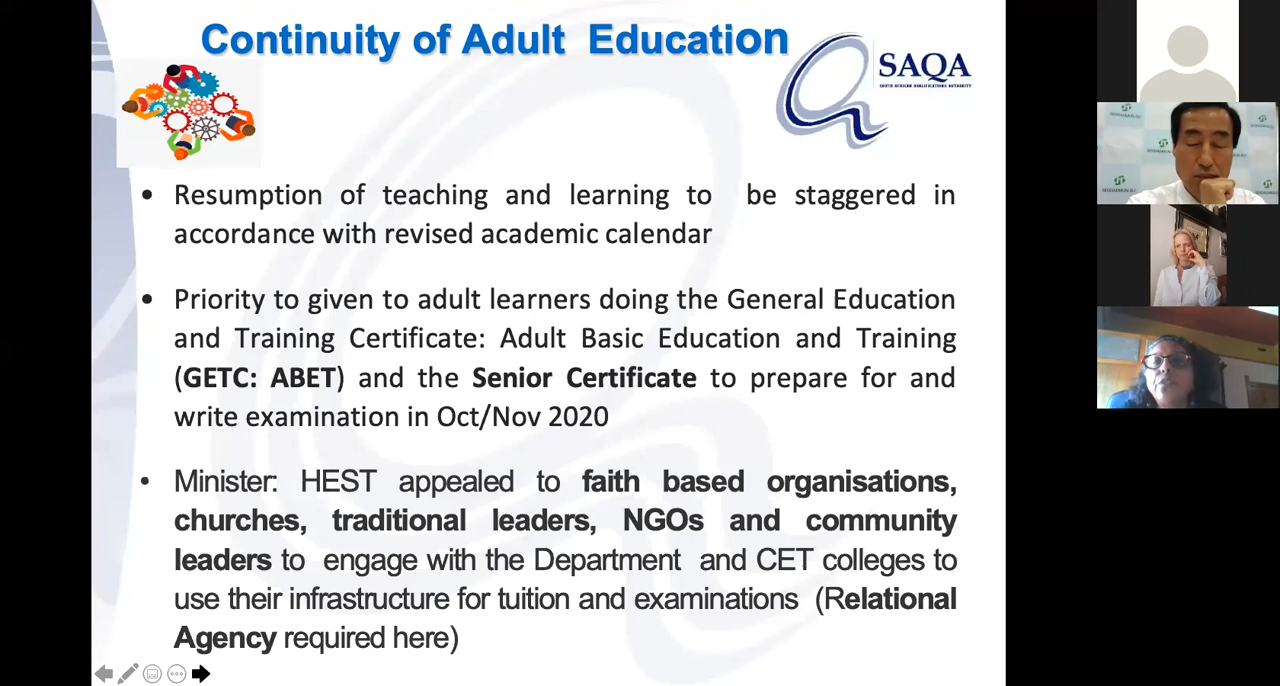 Continuity of Adult Education
SAQA
SOUTH AFRICAN QUALIFICATIONS AUTHORITY
• Resumption of teaching and learning to be staggered in
accordance with revised academic calendar
• Priority to given to adult learners doing the General Education
and Training Certificate: Adult Basic Education and Training
(GETC: ABET) and the Senior Certificate to prepare for and
write examination in Oct/Nov 2020
• Minister: HEST appealed to faith based organisations,
churches, traditional leaders, NGOs and community
leaders to engage with the Department and CET colleges to
use their infrastructure for tuition and examinations (Relational
Agency required here)